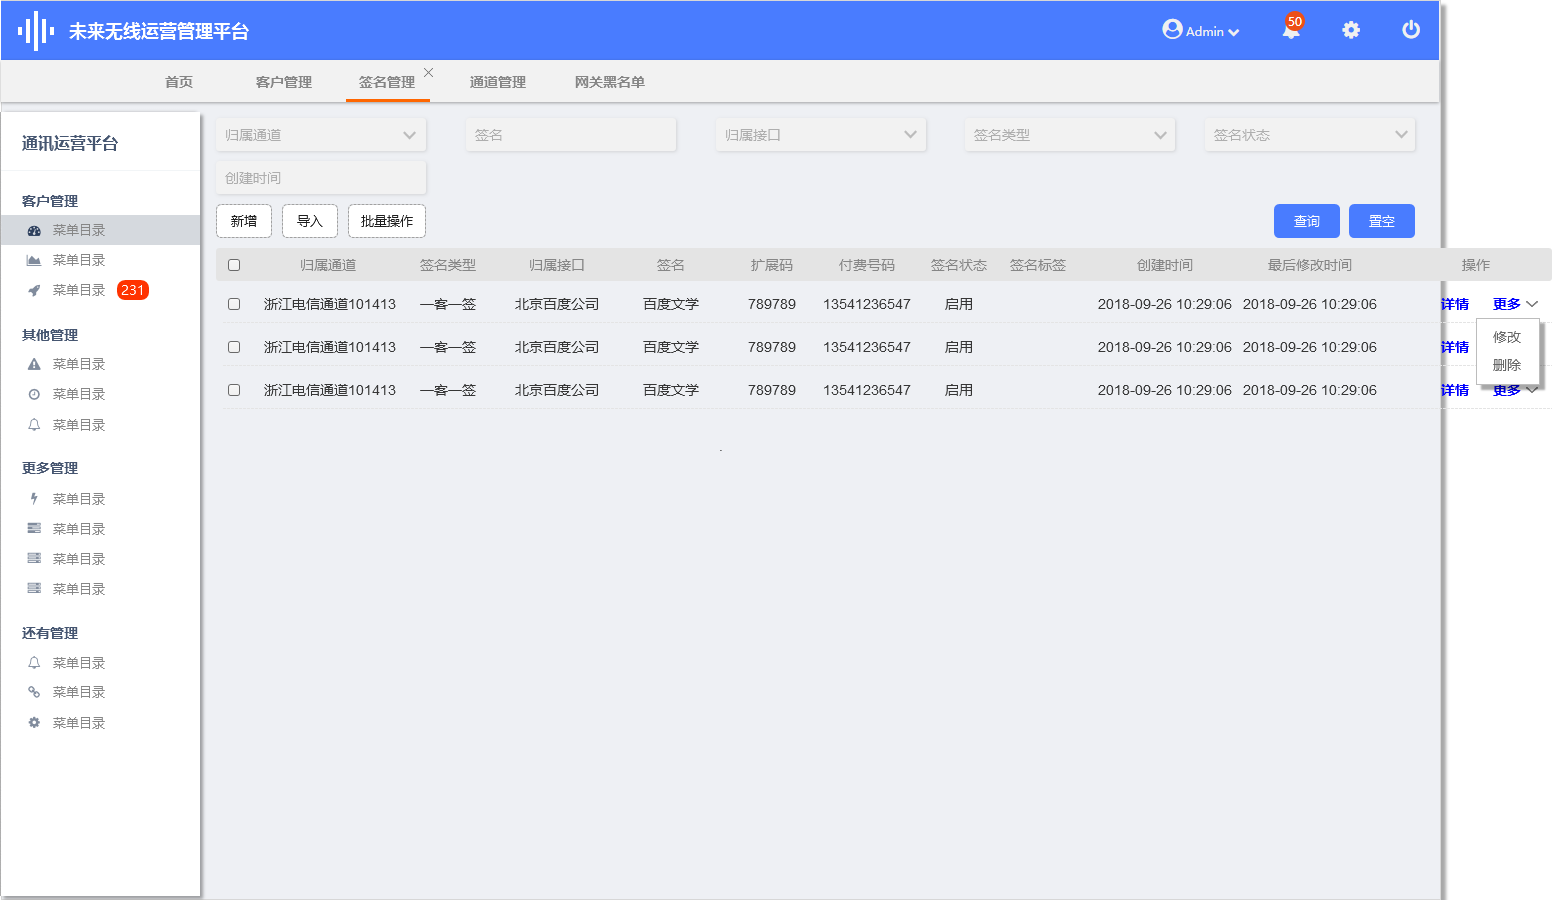 未来无线运营管理平台
Admin
50
首页 客户管理 签名管理 通道管理 网关黑名单
通讯运营平台
客户管理
菜单目录
菜单目录
菜单目录 231
其他管理
菜单目录
菜单目录
菜单目录
更多管理
菜单目录
菜单目录
菜单目录
菜单目录
还有管理
菜单目录
菜单目录
菜单目录
归属通道 签名 归属接口 签名类型 签名状态
创建时间
新增 导入 批量操作 查询 置空
归属通道 签名类型 归属接口 签名 扩展码 付费号码 签名状态 签名标签 创建时间 最后修改时间 操作
浙江电信通道101413 一客一签 北京百度公司 百度文学 789789 13541236547 启用 2018-09-26 10:29:06 2018-09-26 10:29:06 详情 更多
浙江电信通道101413 一客一签 北京百度公司 百度文学 789789 13541236547 启用 2018-09-26 10:29:06 2018-09-26 10:29:06 详情
浙江电信通道101413 一客一签 北京百度公司 百度文学 789789 13541236547 启用 2018-09-26 10:29:06 2018-09-26 10:29:06 详情 更多
修改
删除